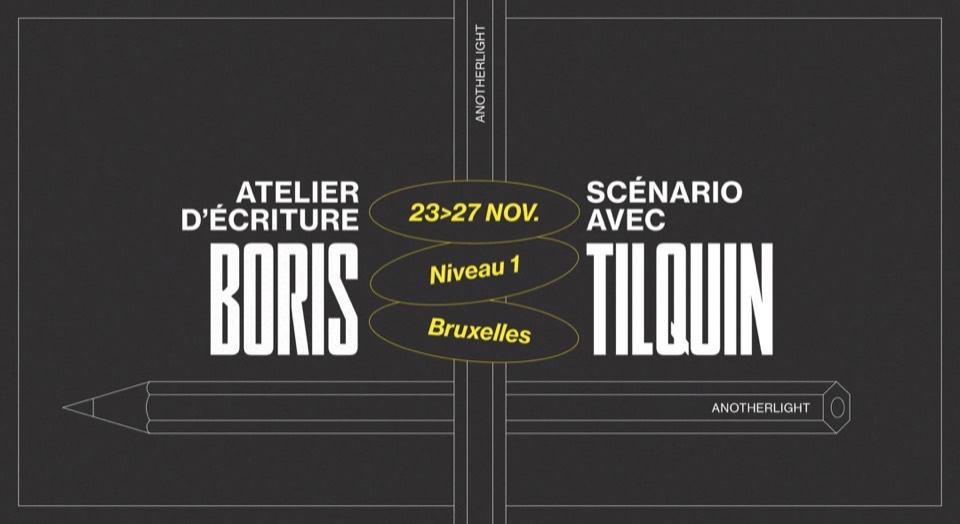 ANOTHERLIGHT
ATELIER
D'ÉCRITURE
BORIS
23>27 NOV.
Niveau 1
Bruxelles
SCÉNARIO
AVEC
TILQUIN
ANOTHERLIGHT